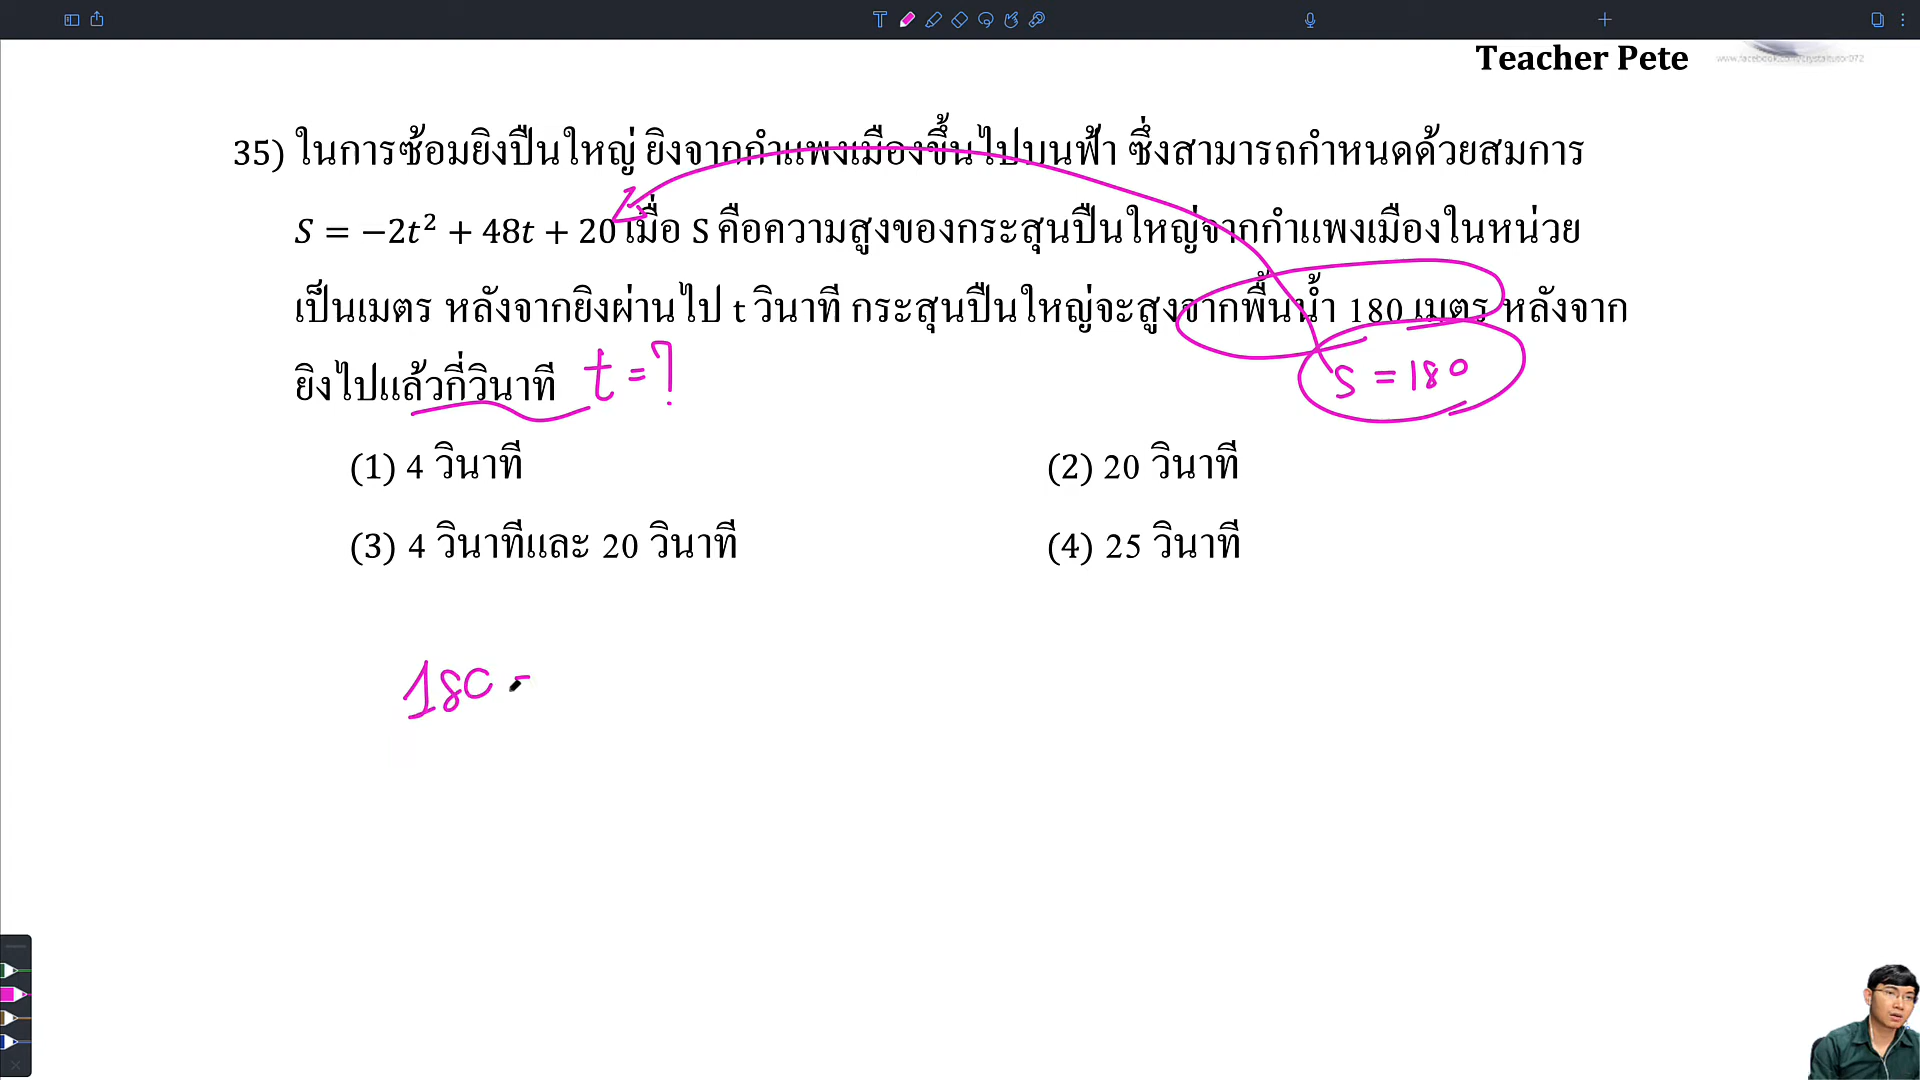 Teacher Pete
www.facebook.com/crystaltutor072
35) ในการซ้อมยิงปืนใหญ่ ยิงจากกำแพงเมืองขึ้นไปบนฟ้า ซึ่งสามารถกำหนดด้วยสมการ
S = −2t² + 48t + 20 เมื่อ S คือความสูงของกระสุนปืนใหญ่จากกำแพงเมืองในหน่วย
เป็นเมตร หลังจากยิงผ่านไป t วินาที กระสุนปืนใหญ่จะสูงจากพื้นน้ำ 180 เมตร หลังจาก
ยิงไปแล้วกี่วินาที t = ? S = 180
(1) 4 วินาที (2) 20 วินาที
(3) 4 วินาทีและ 20 วินาที (4) 25 วินาที
180 -